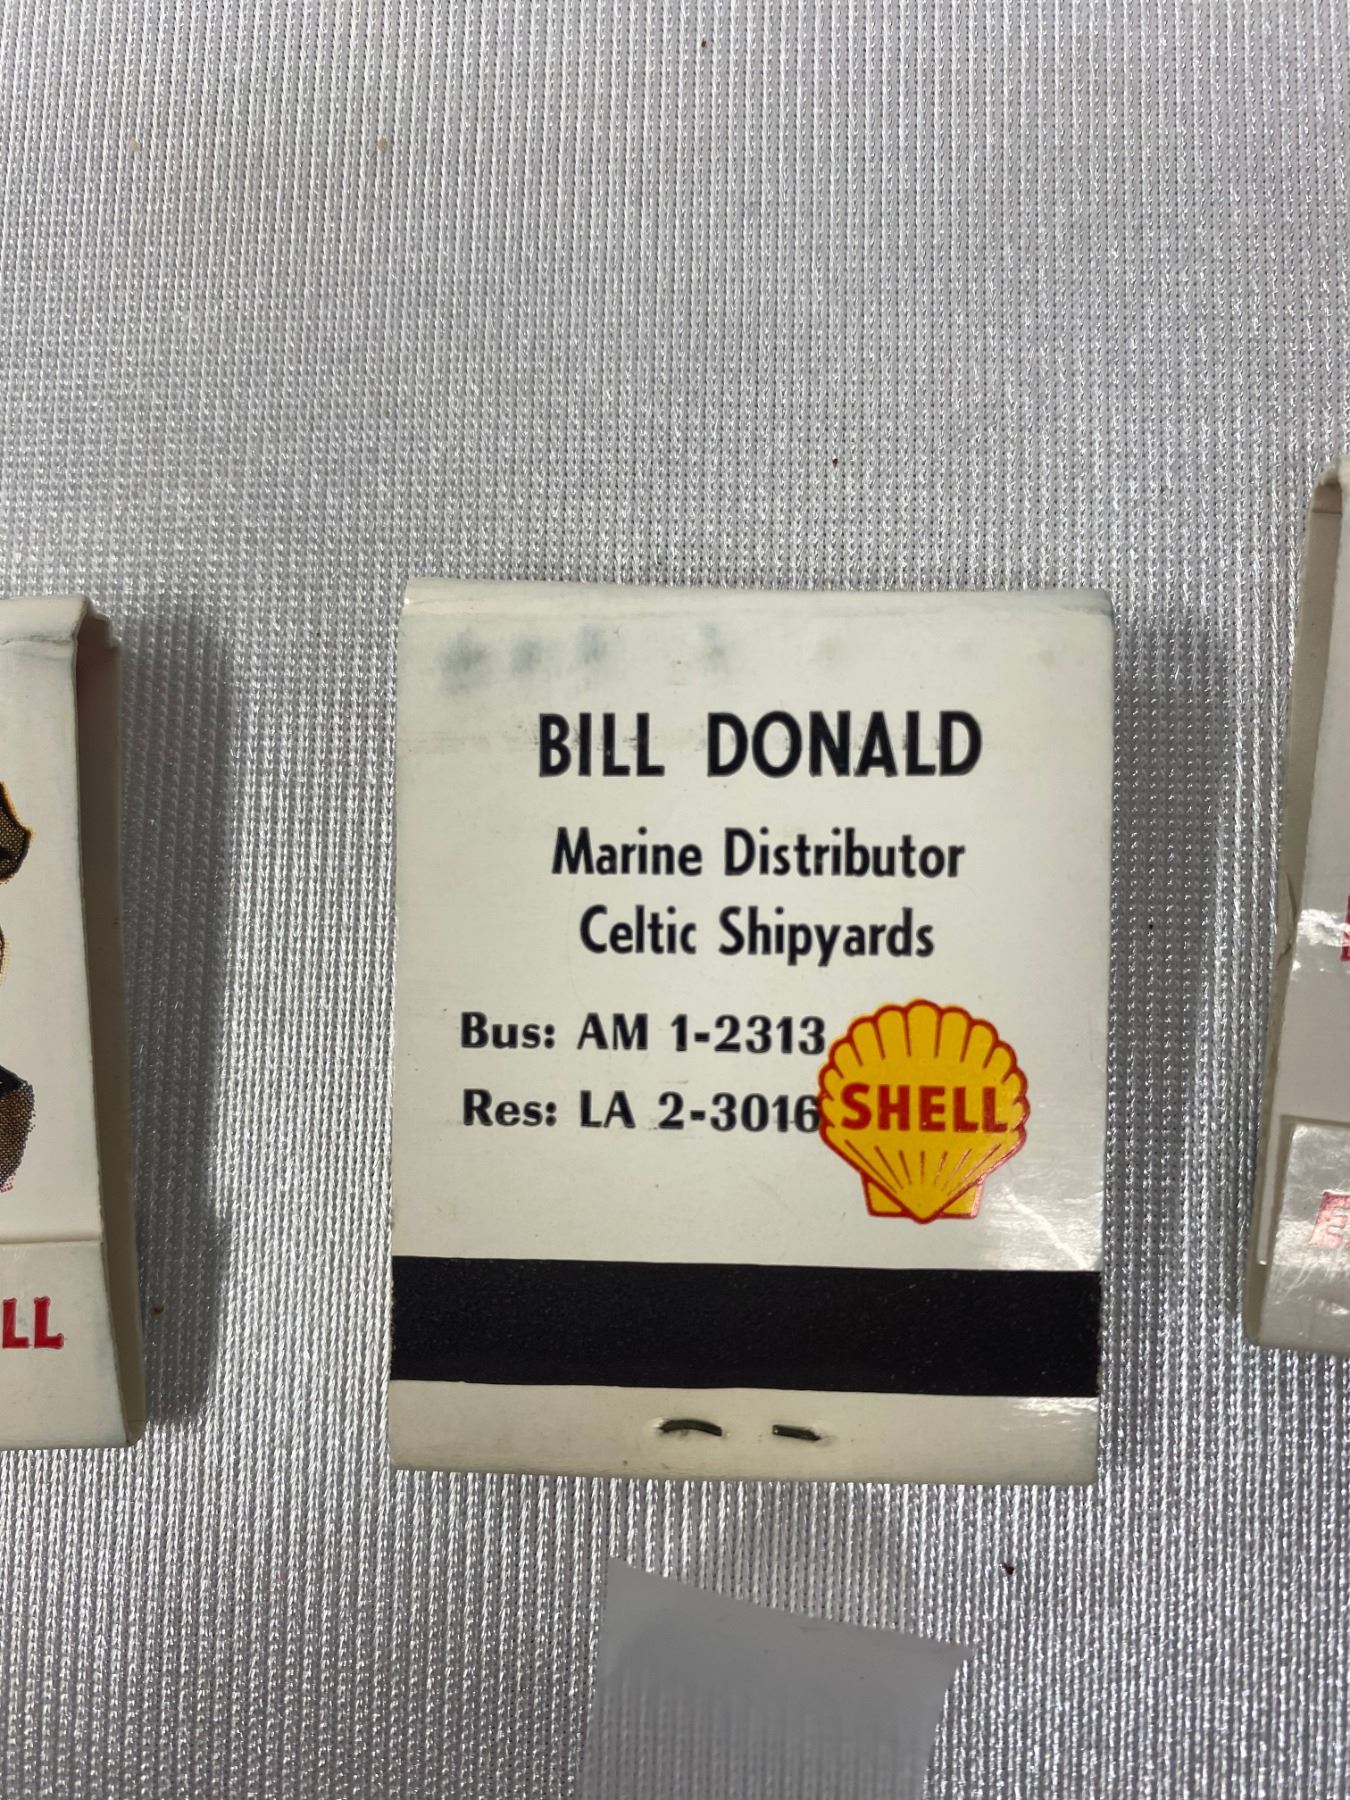 BILL DONALD
Marine Distributor
Celtic Shipyards
Bus: AM 1-2313
Res: LA 2-3016
SHELL
LL